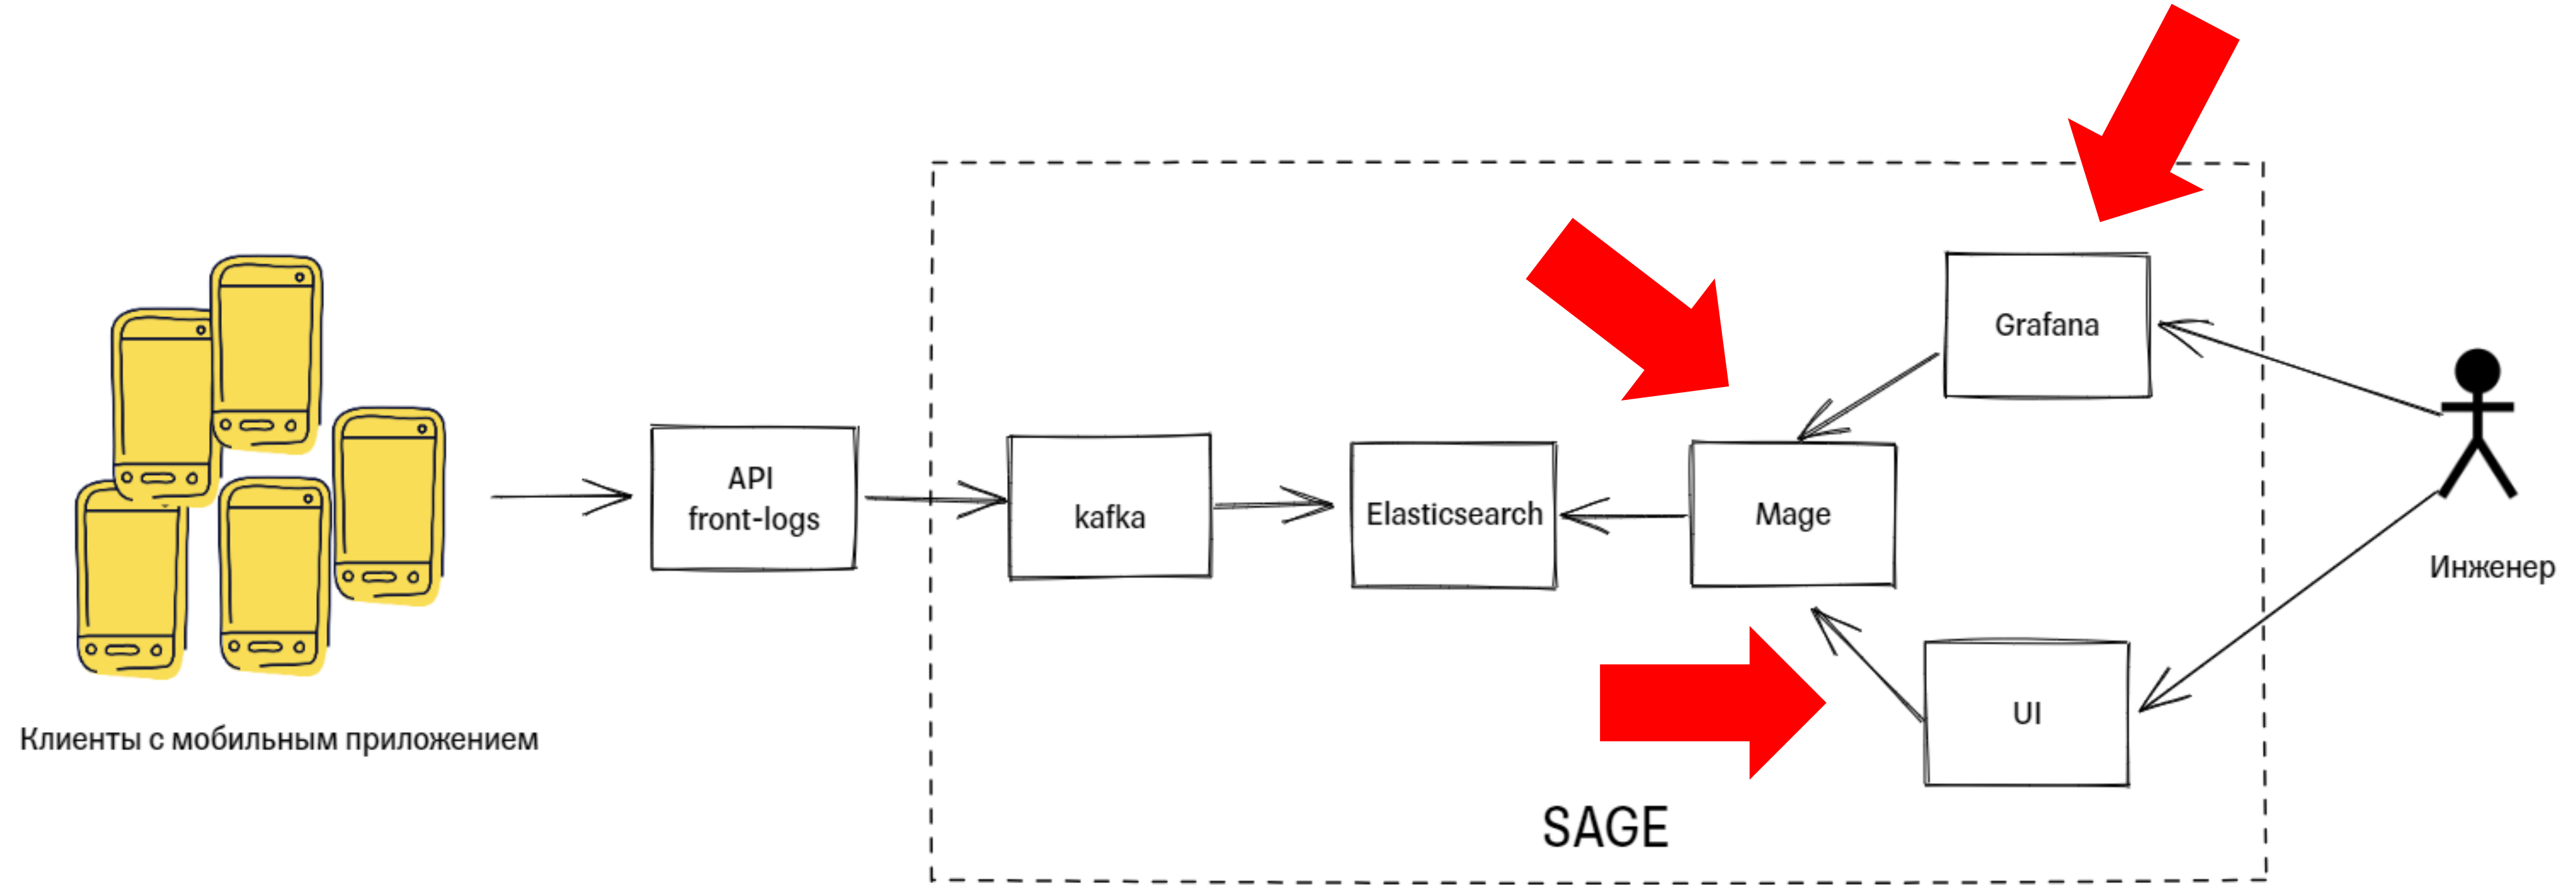 Клиенты с мобильным приложением
API
front-logs
kafka
Elasticsearch
Mage
Grafana
UI
SAGE
Инженер